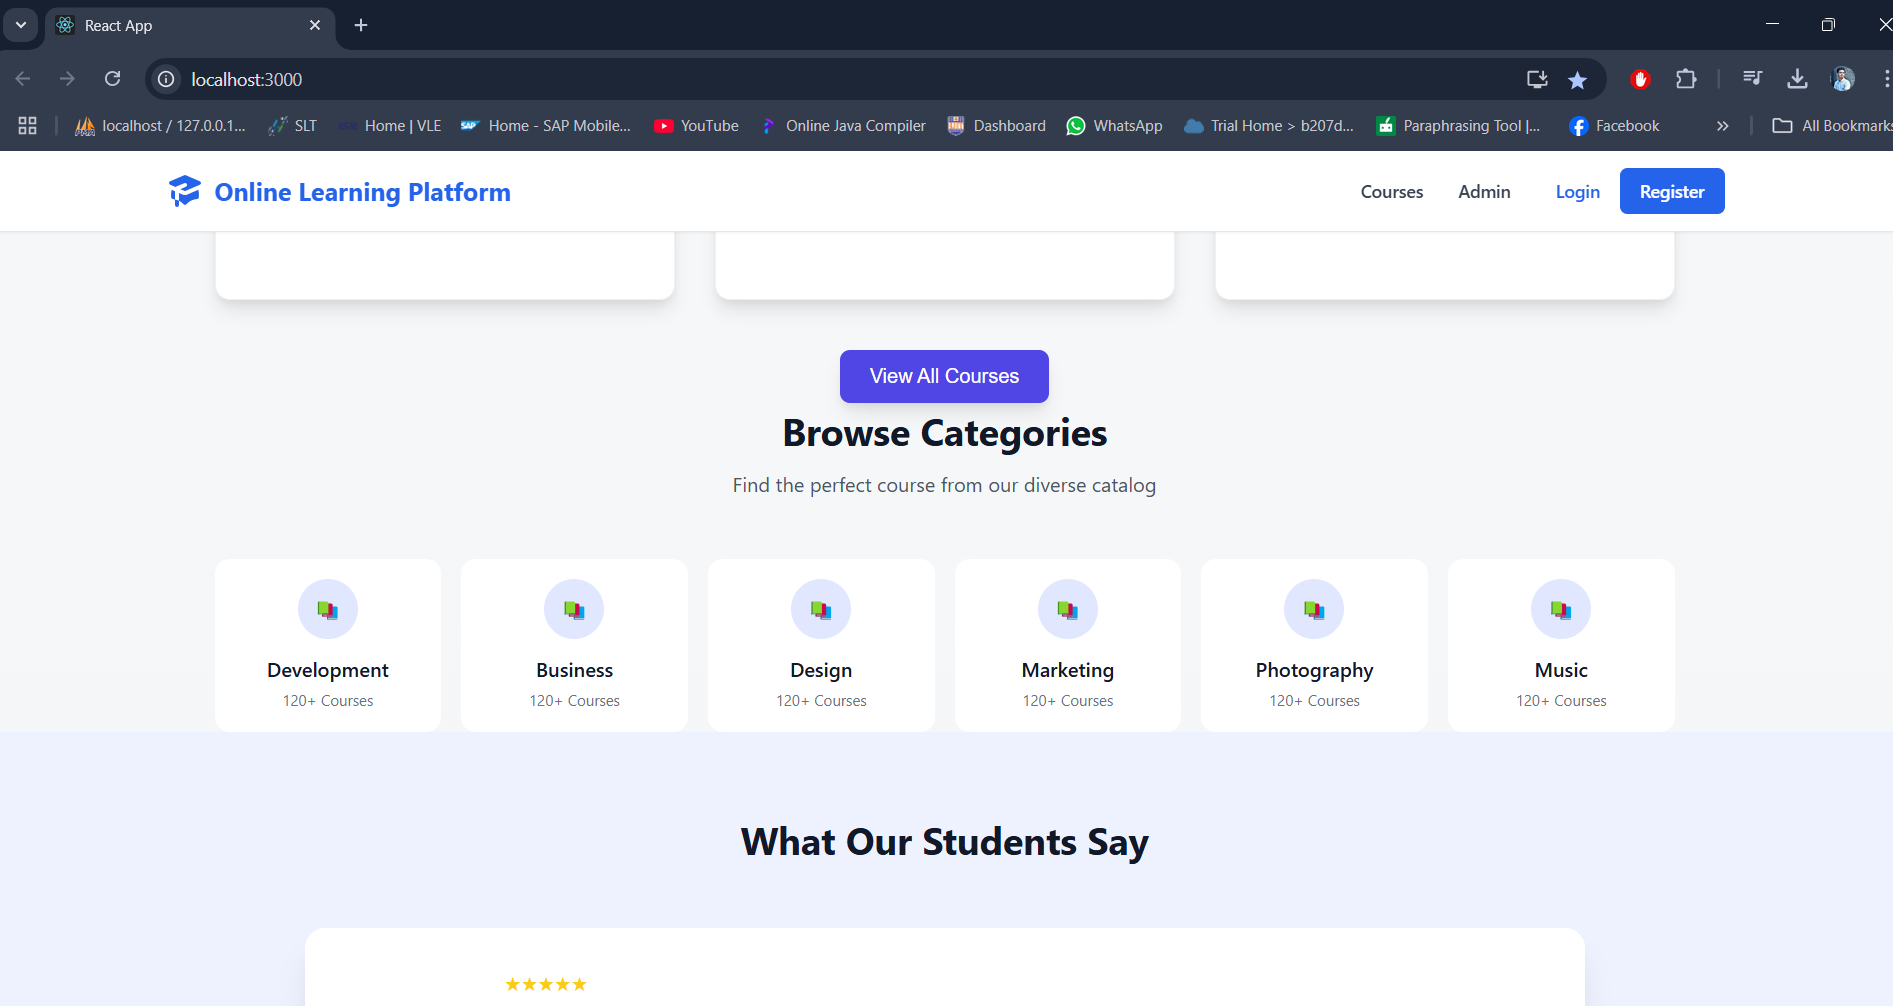 React App
localhost:3000
localhost / 127.0.0.1... SLT Home | VLE Home - SAP Mobile... YouTube Online Java Compiler Dashboard WhatsApp Trial Home > b207d... Paraphrasing Tool |... Facebook » All Bookmarks
Online Learning Platform Courses Admin Login Register
View All Courses
Browse Categories
Find the perfect course from our diverse catalog
Development Business Design Marketing Photography Music
120+ Courses 120+ Courses 120+ Courses 120+ Courses 120+ Courses 120+ Courses
What Our Students Say
★★★★★